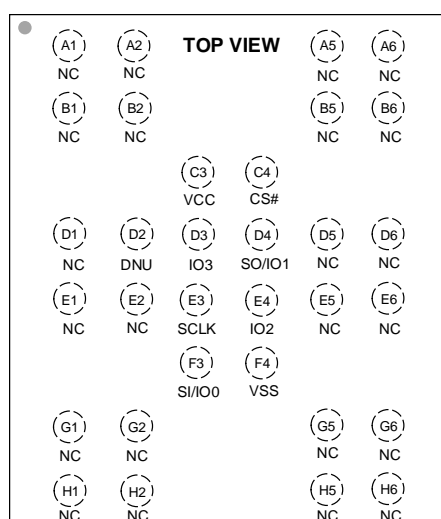 A1 A2 TOP VIEW A5 A6
NC NC NC NC
B1 B2 B5 B6
NC NC NC NC
C3 C4
VCC CS#
D1 D2 D3 D4 D5 D6
NC DNU IO3 SO/IO1 NC NC
E1 E2 E3 E4 E5 E6
NC NC SCLK IO2 NC NC
F3 F4
SI/IO0 VSS
G1 G2 G5 G6
NC NC NC NC
H1 H2 H5 H6
NC NC NC NC